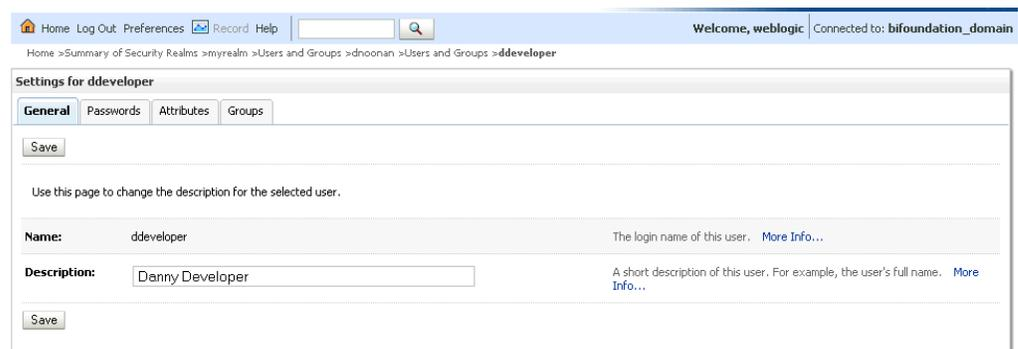 Home Log Out Preferences Record Help Welcome, weblogic Connected to: bifoundation_domain
Home >Summary of Security Realms >myrealm >Users and Groups >dnoonan >Users and Groups >ddeveloper
Settings for ddeveloper
General Passwords Attributes Groups
Save
Use this page to change the description for the selected user.
Name: ddeveloper The login name of this user. More Info...
Description: Danny Developer A short description of this user. For example, the user's full name. More
Info...
Save